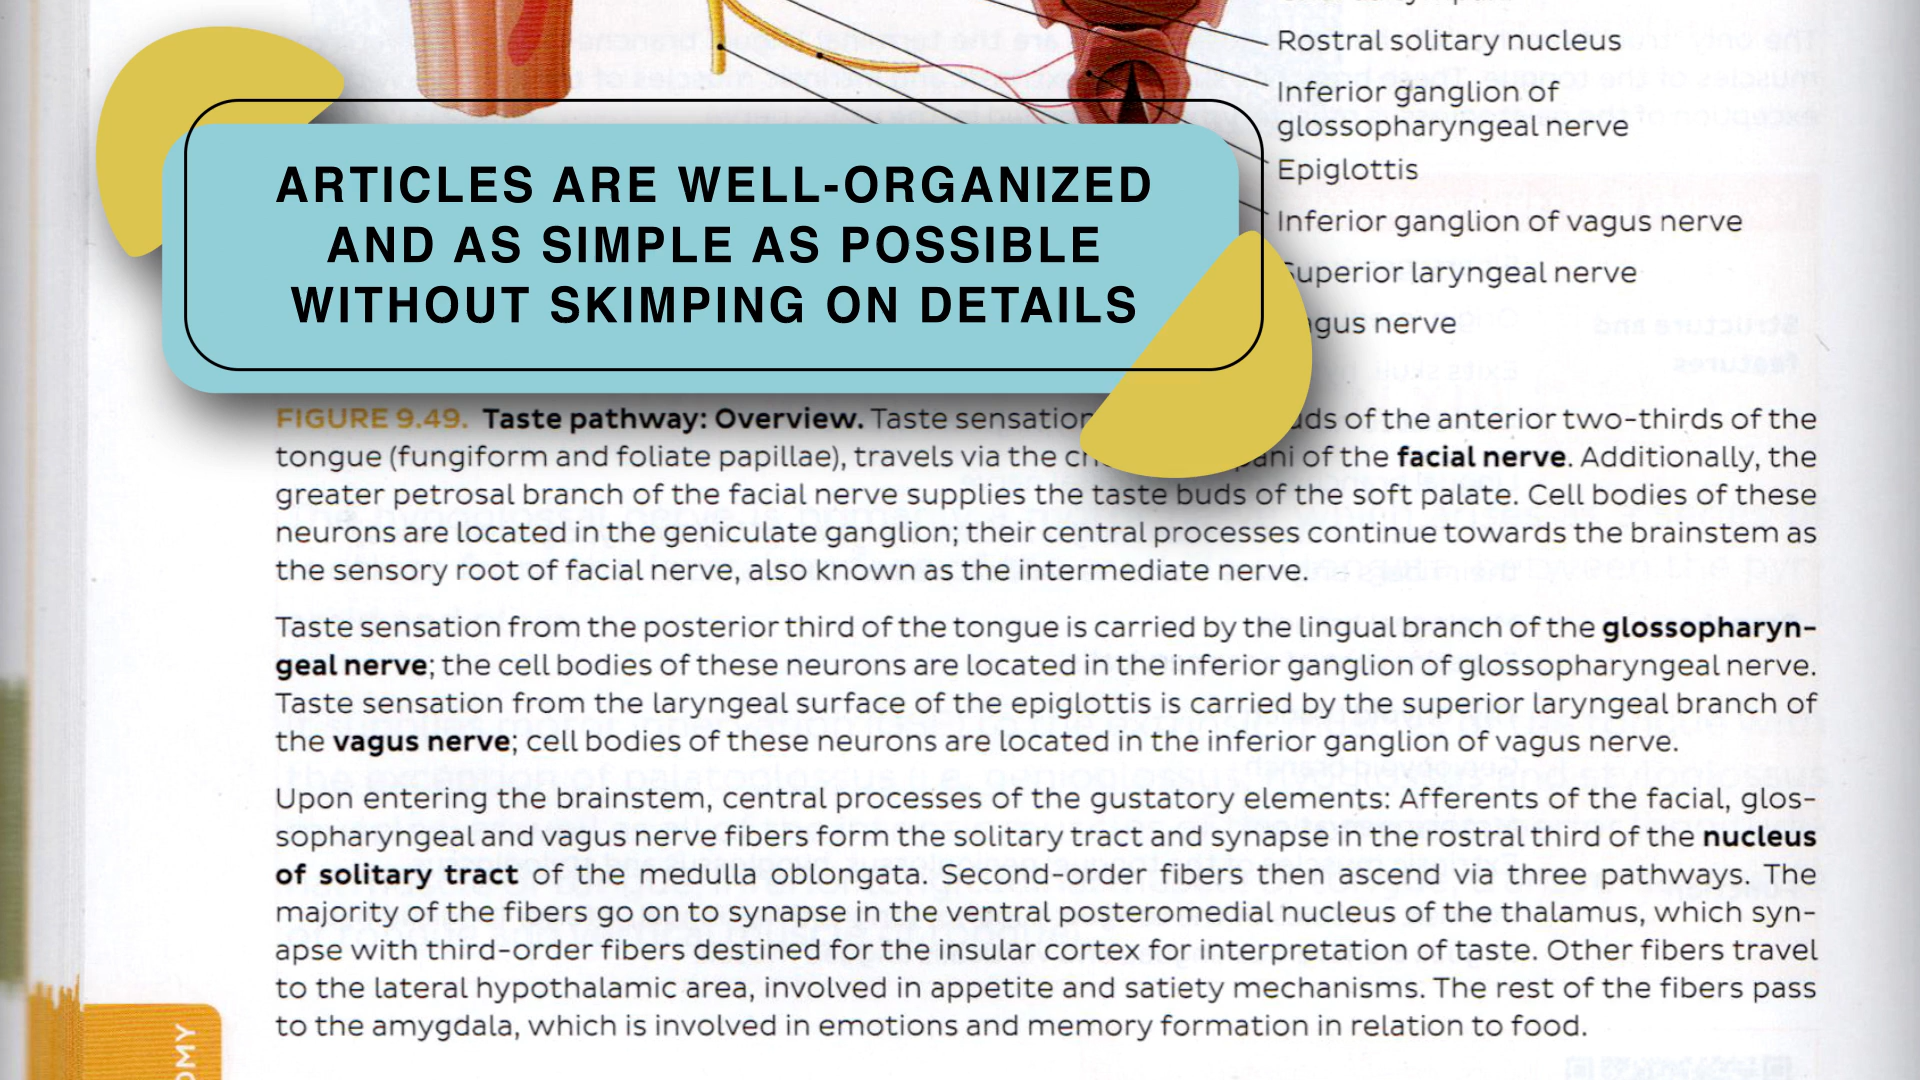 Rostral solitary nucleus
Inferior ganglion of
glossopharyngeal nerve
Epiglottis
Inferior ganglion of vagus nerve
Superior laryngeal nerve
nerve
ARTICLES ARE WELL-ORGANIZED
AND AS SIMPLE AS POSSIBLE
WITHOUT SKIMPING ON DETAILS
FIGURE 9.49. Taste pathway: Overview. Taste sensation of the anterior two-thirds of the
tongue (fungiform and foliate papillae), travels via the of the facial nerve. Additionally, the
greater petrosal branch of the facial nerve supplies the taste buds of the soft palate. Cell bodies of these
neurons are located in the geniculate ganglion; their central processes continue towards the brainstem as
the sensory root of facial nerve, also known as the intermediate nerve.
Taste sensation from the posterior third of the tongue is carried by the lingual branch of the glossopharyn-
geal nerve; the cell bodies of these neurons are located in the inferior ganglion of glossopharyngeal nerve.
Taste sensation from the laryngeal surface of the epiglottis is carried by the superior laryngeal branch of
the vagus nerve; cell bodies of these neurons are located in the inferior ganglion of vagus nerve.
Upon entering the brainstem, central processes of the gustatory elements: Afferents of the facial, glos-
sopharyngeal and vagus nerve fibers form the solitary tract and synapse in the rostral third of the nucleus
of solitary tract of the medulla oblongata. Second-order fibers then ascend via three pathways. The
majority of the fibers go on to synapse in the ventral posteromedial nucleus of the thalamus, which syn-
apse with third-order fibers destined for the insular cortex for interpretation of taste. Other fibers travel
to the lateral hypothalamic area, involved in appetite and satiety mechanisms. The rest of the fibers pass
to the amygdala, which is involved in emotions and memory formation in relation to food.